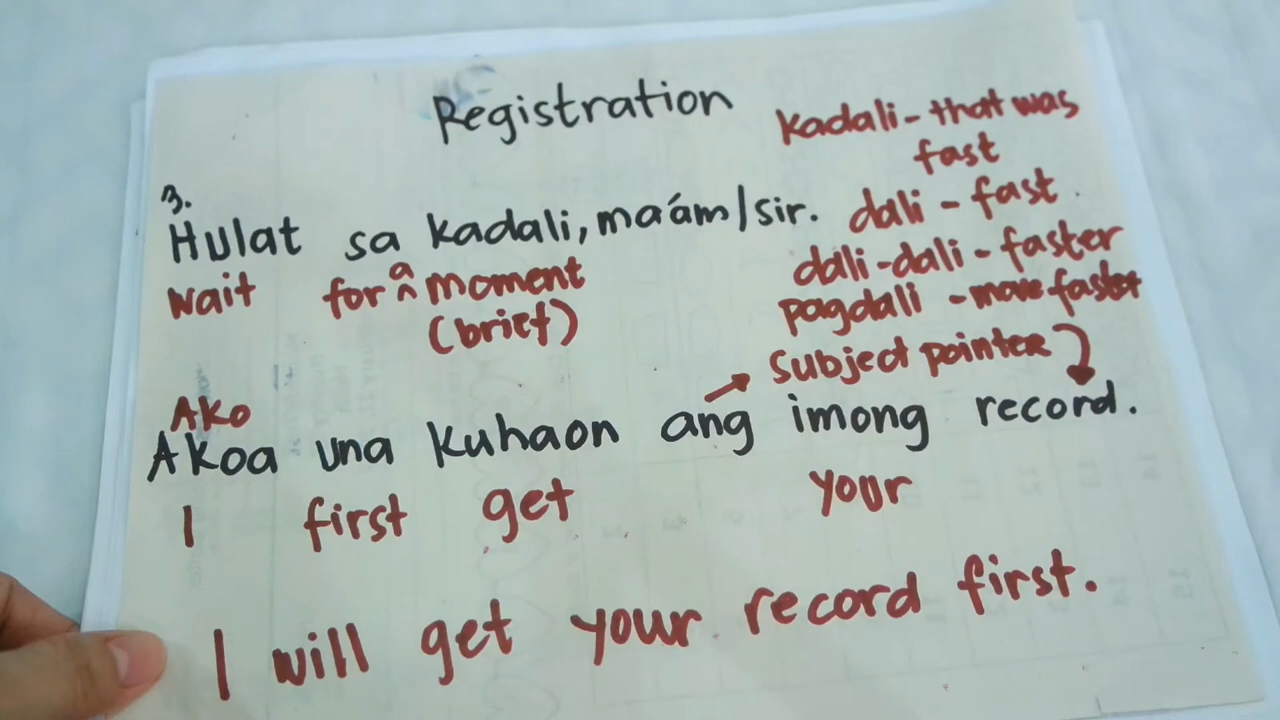 Registration
kadali - that was
fast
3.
Hulat sa kadali, ma'am/sir.
dali - fast
wait for a moment
(brief)
dali-dali - faster
pagdali - move faster
subject pointer
Ako
Akoa una kuhaon ang imong record.
I first get your
I will get your record first.